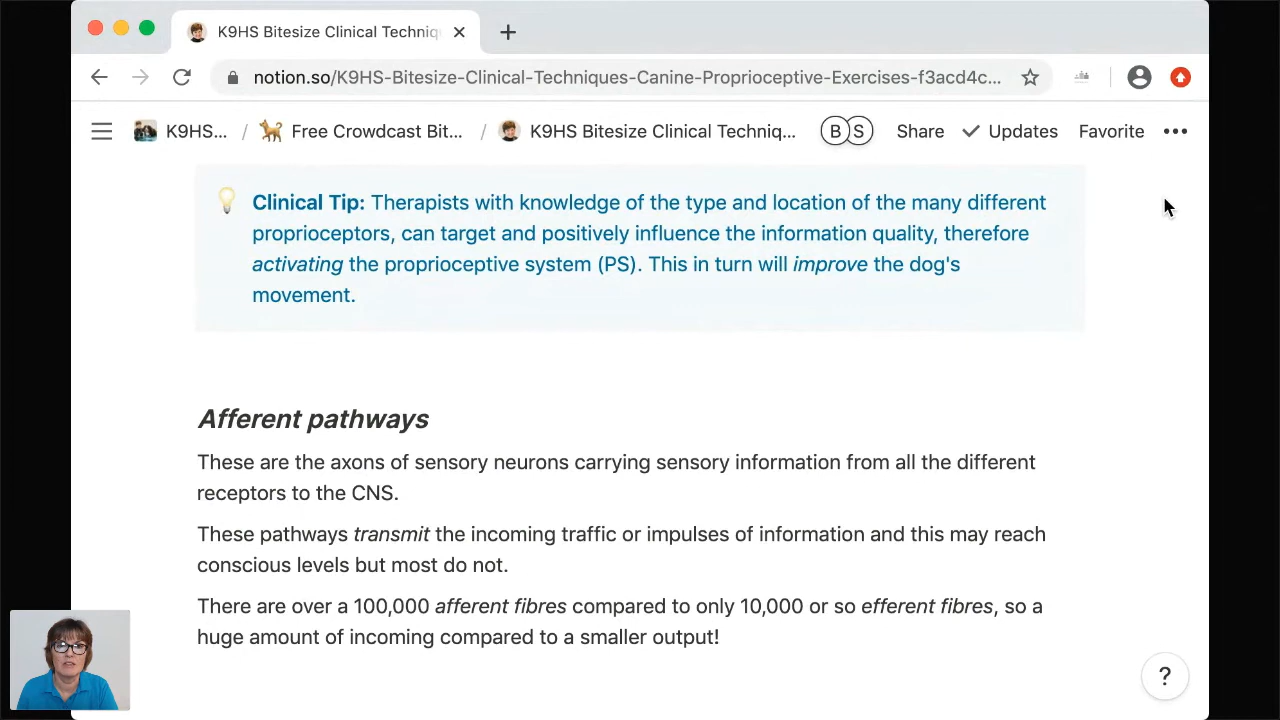 K9HS Bitesize Clinical Techniq
notion.so/K9HS-Bitesize-Clinical-Techniques-Canine-Proprioceptive-Exercises-f3acd4c...
K9HS... / Free Crowdcast Bit... / K9HS Bitesize Clinical Techniq... B S Share Updates Favorite
Clinical Tip: Therapists with knowledge of the type and location of the many different
proprioceptors, can target and positively influence the information quality, therefore
activating the proprioceptive system (PS). This in turn will improve the dog's
movement.
Afferent pathways
These are the axons of sensory neurons carrying sensory information from all the different
receptors to the CNS.
These pathways transmit the incoming traffic or impulses of information and this may reach
conscious levels but most do not.
There are over a 100,000 afferent fibres compared to only 10,000 or so efferent fibres, so a
huge amount of incoming compared to a smaller output!
?